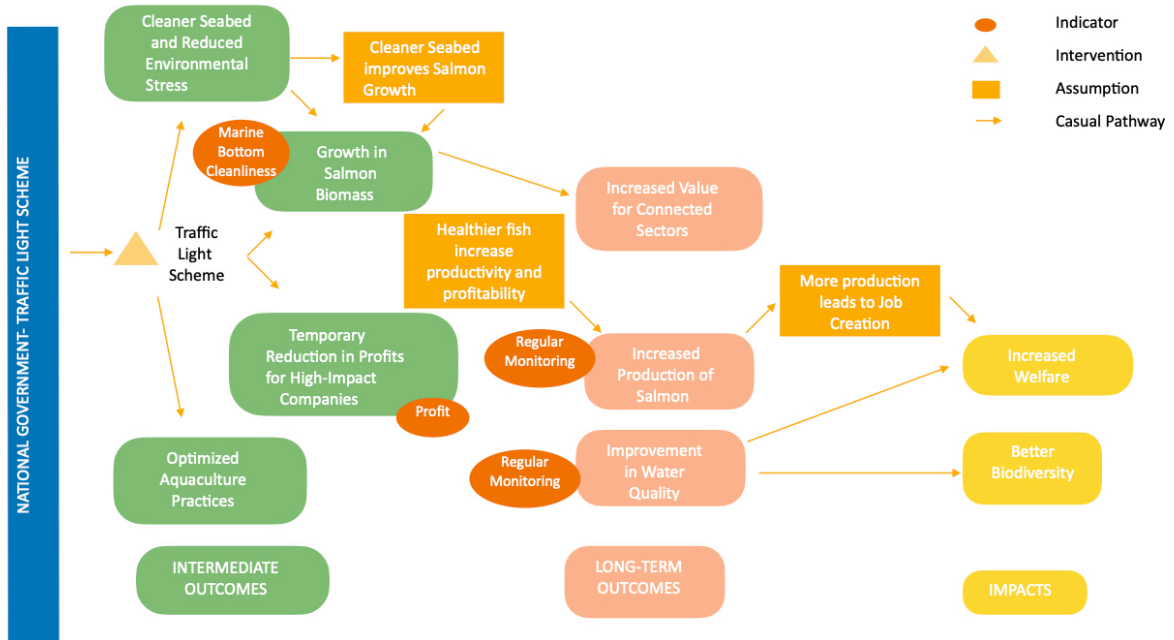 NATIONAL GOVERNMENT- TRAFFIC LIGHT SCHEME
Cleaner Seabed
and Reduced
Environmental
Stress
Cleaner Seabed
improves Salmon
Growth
Indicator
Intervention
Assumption
Casual Pathway
Marine
Bottom
Cleanliness
Growth in
Salmon
Biomass
Increased Value
for Connected
Sectors
Traffic
Light
Scheme
Healthier fish
increase
productivity and
profitability
More production
leads to Job
Creation
Temporary
Reduction in Profits
for High-Impact
Companies
Profit
Regular
Monitoring
Increased
Production of
Salmon
Increased
Welfare
Optimized
Aquaculture
Practices
Regular
Monitoring
Improvement
in Water
Quality
Better
Biodiversity
INTERMEDIATE
OUTCOMES
LONG-TERM
OUTCOMES
IMPACTS